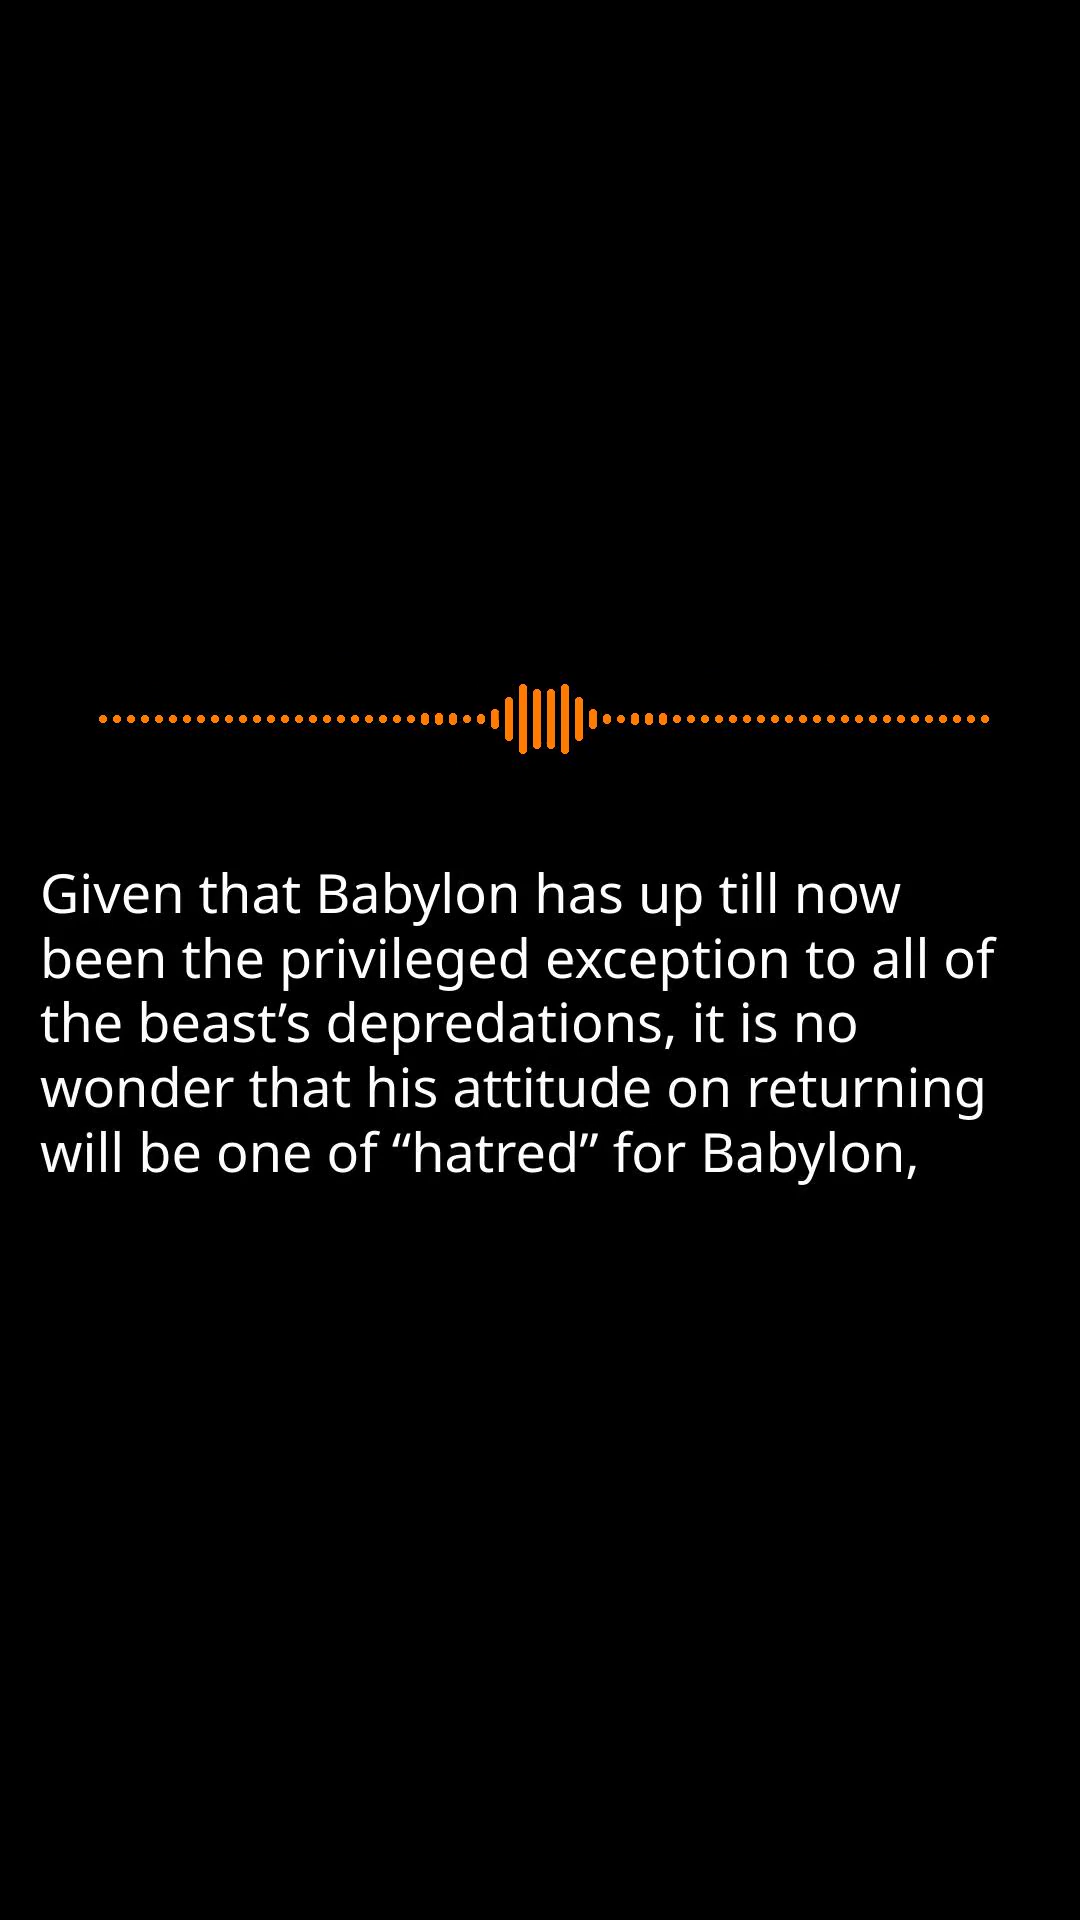 Given that Babylon has up till now
been the privileged exception to all of
the beast’s depredations, it is no
wonder that his attitude on returning
will be one of “hatred” for Babylon,